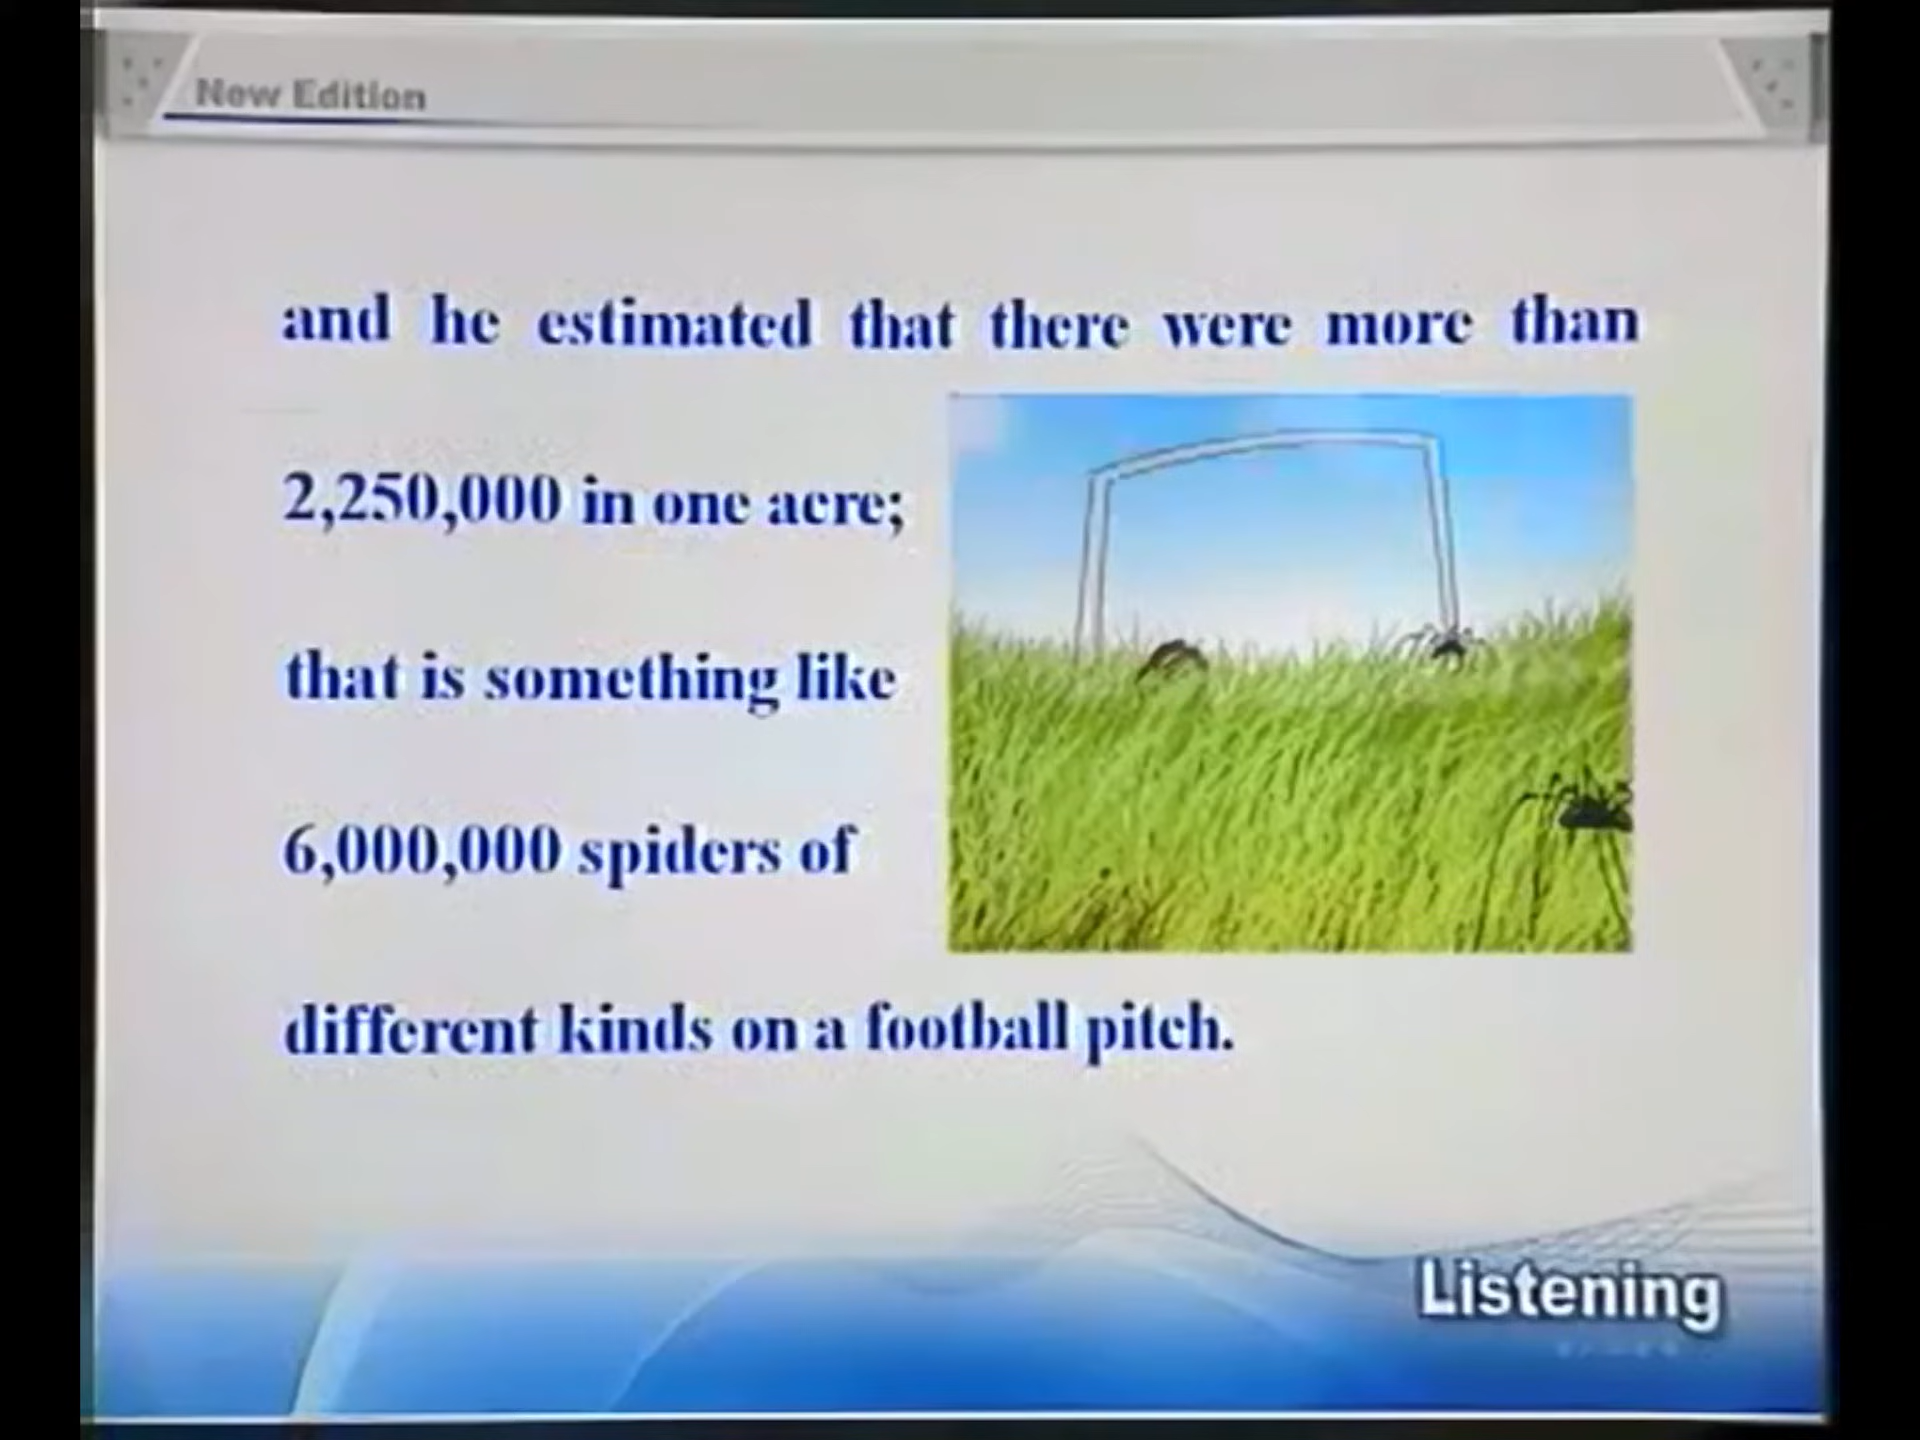 New Edition
and he estimated that there were more than
2,250,000 in one acre;
that is something like
6,000,000 spiders of
different kinds on a football pitch.
Listening